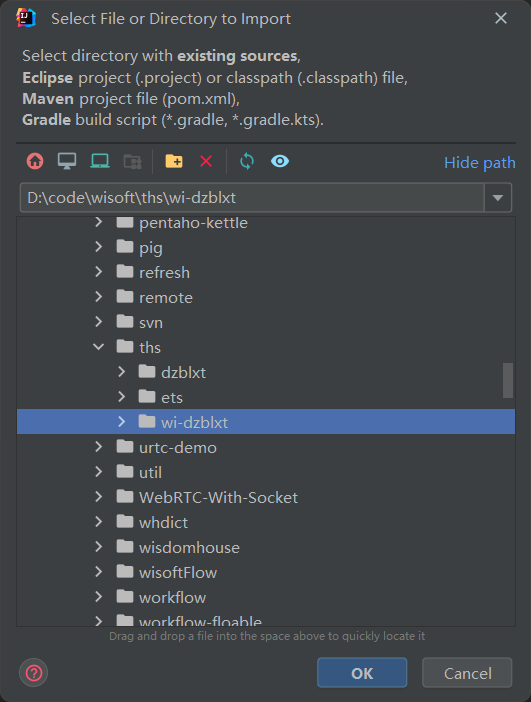 Select File or Directory to Import
Select directory with existing sources,
Eclipse project (.project) or classpath (.classpath) file,
Maven project file (pom.xml),
Gradle build script (*.gradle, *.gradle.kts).
Hide path
D:\code\wisoft\ths\wi-dzblxt
pentaho-kettle
pig
refresh
remote
svn
ths
dzblxt
ets
wi-dzblxt
urtc-demo
util
WebRTC-With-Socket
whdict
wisdomhouse
wisoftFlow
workflow
workflow-floable
Drag and drop a file into the space above to quickly locate it
? OK Cancel